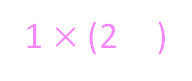 1 × (2    )